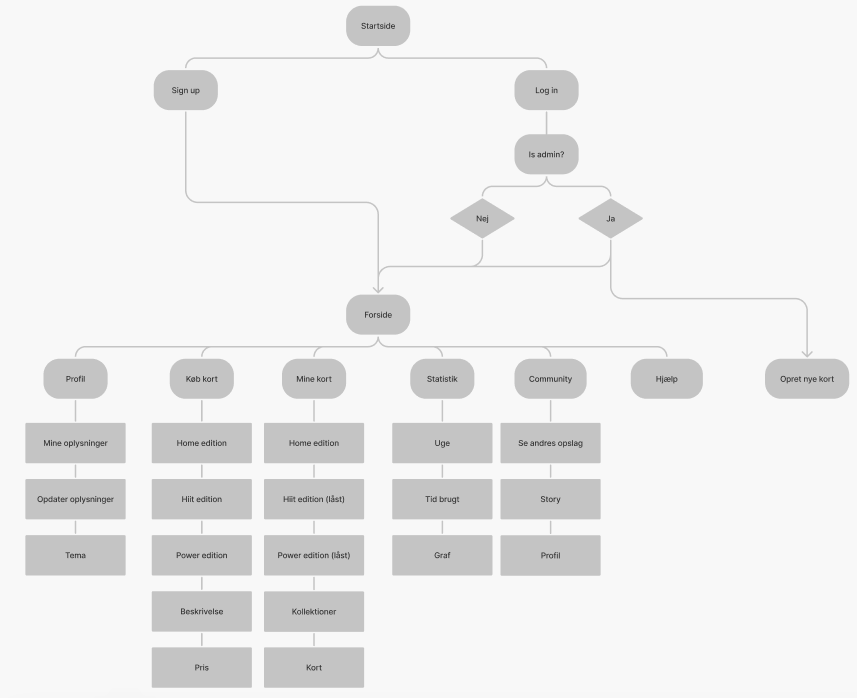 Startside
Sign up
Log in
Is admin?
Nej
Ja
Forside
Profil
Køb kort
Mine kort
Statistik
Community
Hjælp
Opret nye kort
Mine oplysninger
Home edition
Home edition
Uge
Se andres opslag
Opdater oplysninger
Hiit edition
Hiit edition (låst)
Tid brugt
Story
Tema
Power edition
Power edition (låst)
Graf
Profil
Beskrivelse
Kollektioner
Pris
Kort